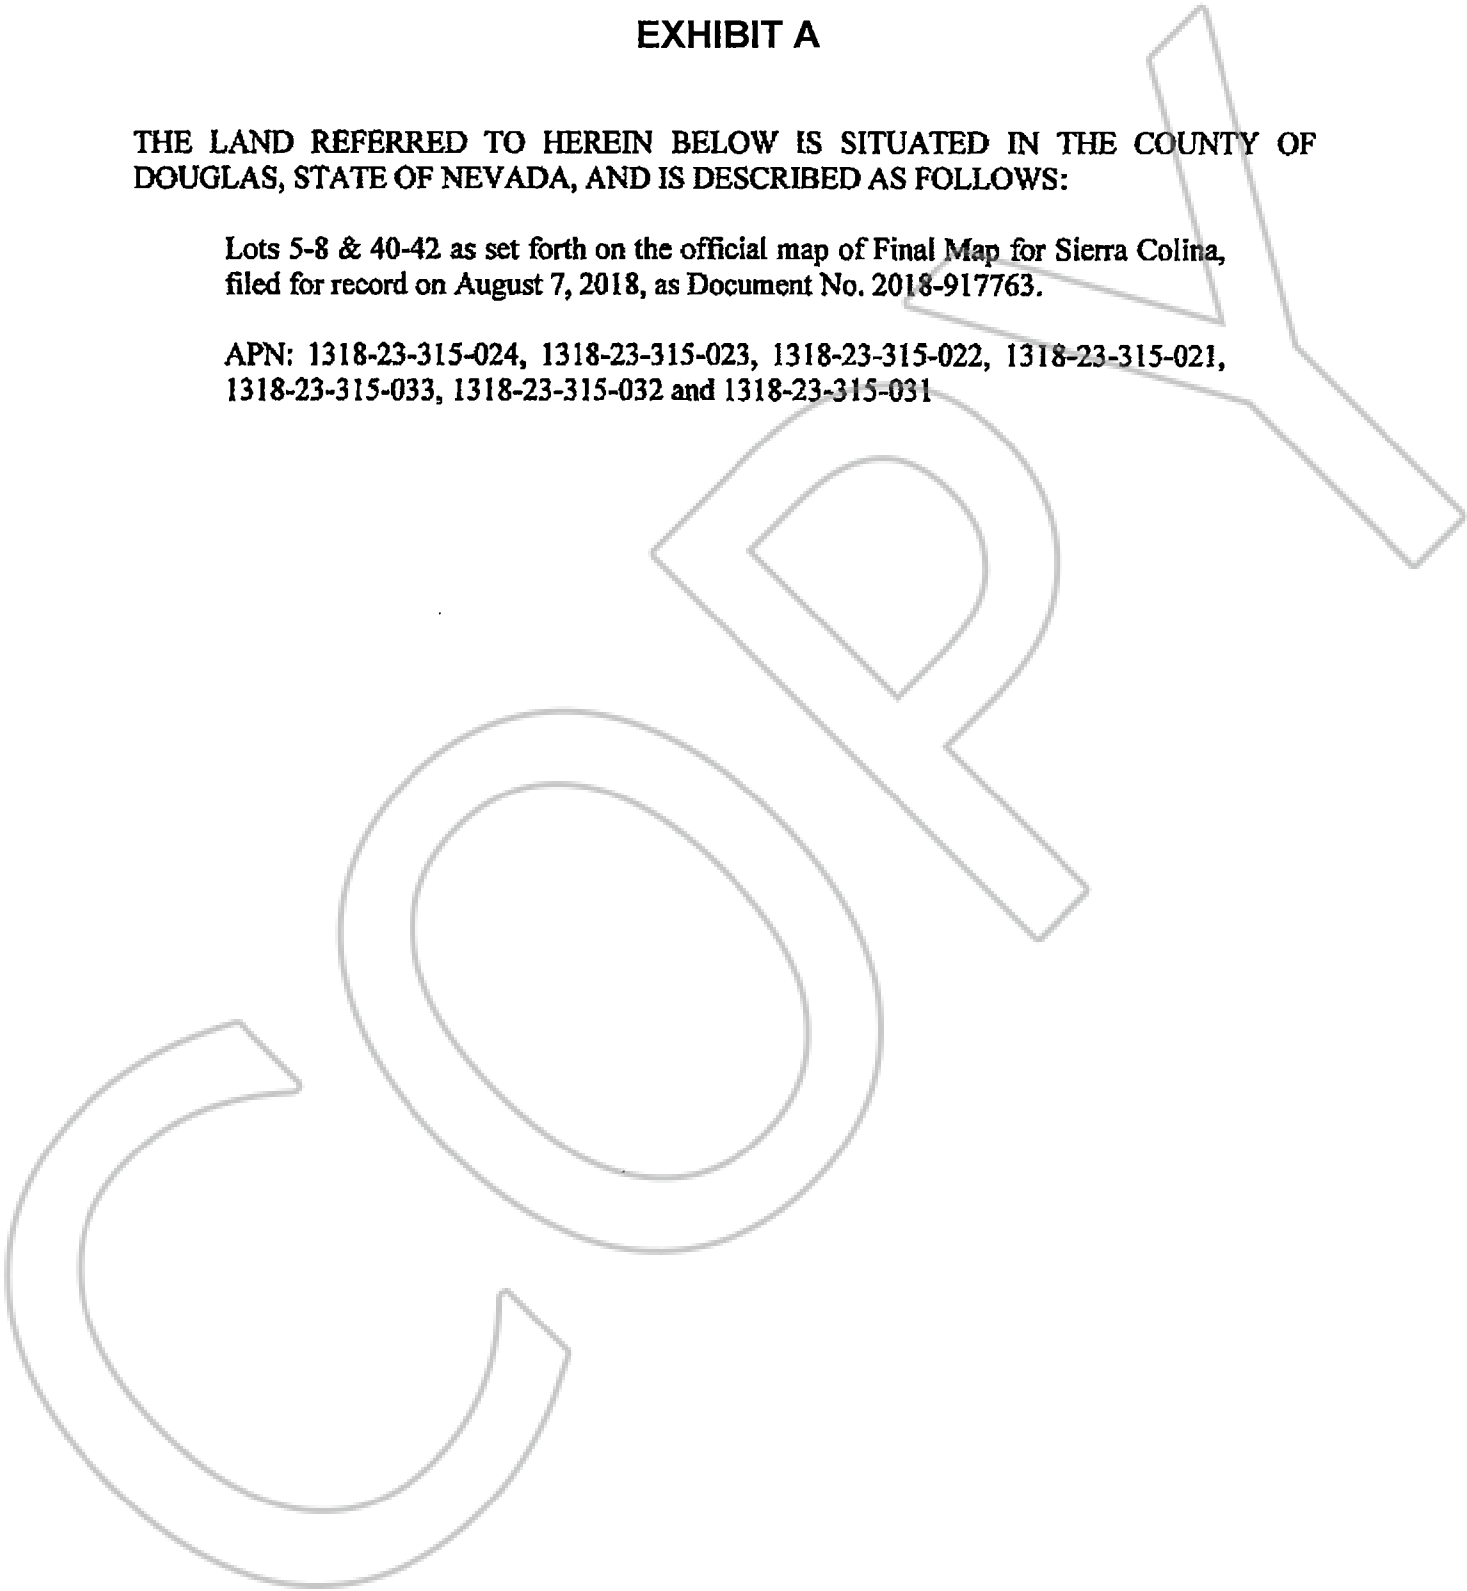 EXHIBIT A
THE LAND REFERRED TO HEREIN BELOW IS SITUATED IN THE COUNTY OF
DOUGLAS, STATE OF NEVADA, AND IS DESCRIBED AS FOLLOWS:
Lots 5-8 & 40-42 as set forth on the official map of Final Map for Sierra Colina,
filed for record on August 7, 2018, as Document No. 2018-917763.
APN: 1318-23-315-024, 1318-23-315-023, 1318-23-315-022, 1318-23-315-021,
1318-23-315-033, 1318-23-315-032 and 1318-23-315-031
COPY